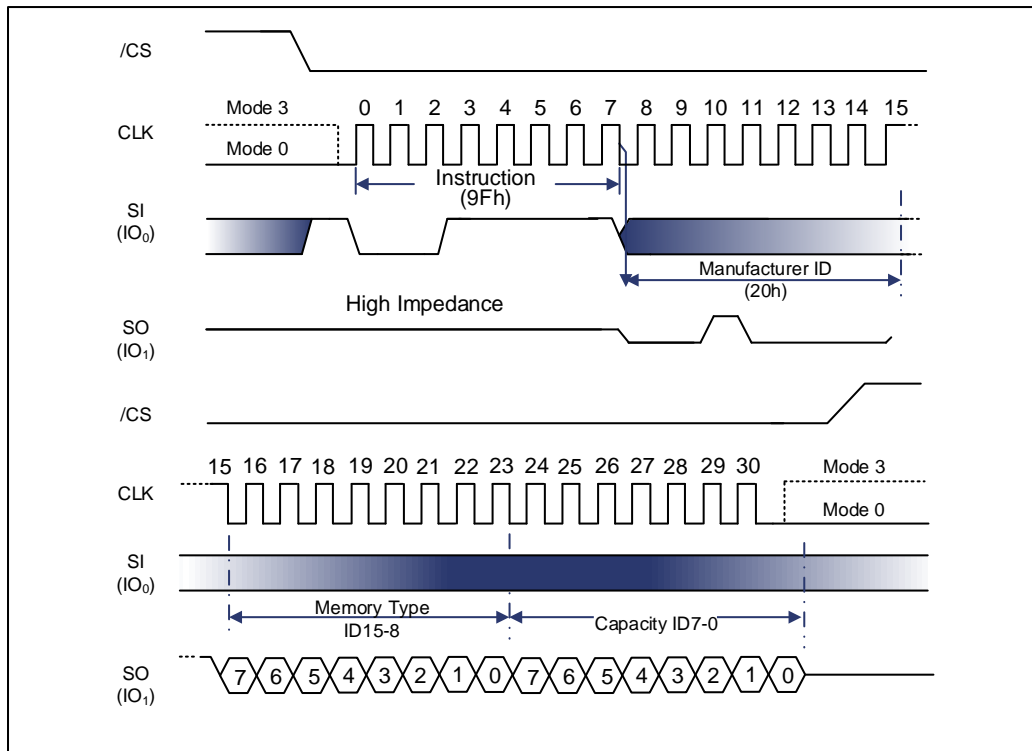 /CS
Mode 3
0 1 2 3 4 5 6 7 8 9 10 11 12 13 14 15
CLK
Mode 0
Instruction
(9Fh)
SI
(IO₀)
Manufacturer ID
(20h)
High Impedance
SO
(IO₁)
/CS
15 16 17 18 19 20 21 22 23 24 25 26 27 28 29 30
Mode 3
CLK
Mode 0
SI
(IO₀)
Memory Type
ID15-8
Capacity ID7-0
SO
(IO₁)
7 6 5 4 3 2 1 0 7 6 5 4 3 2 1 0